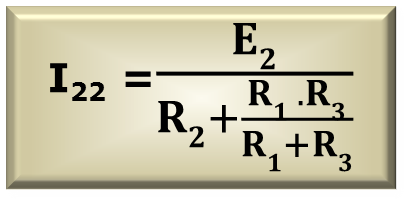 I₂₂ = E₂ / (R₂ + (R₁ . R₃) / (R₁ + R₃))